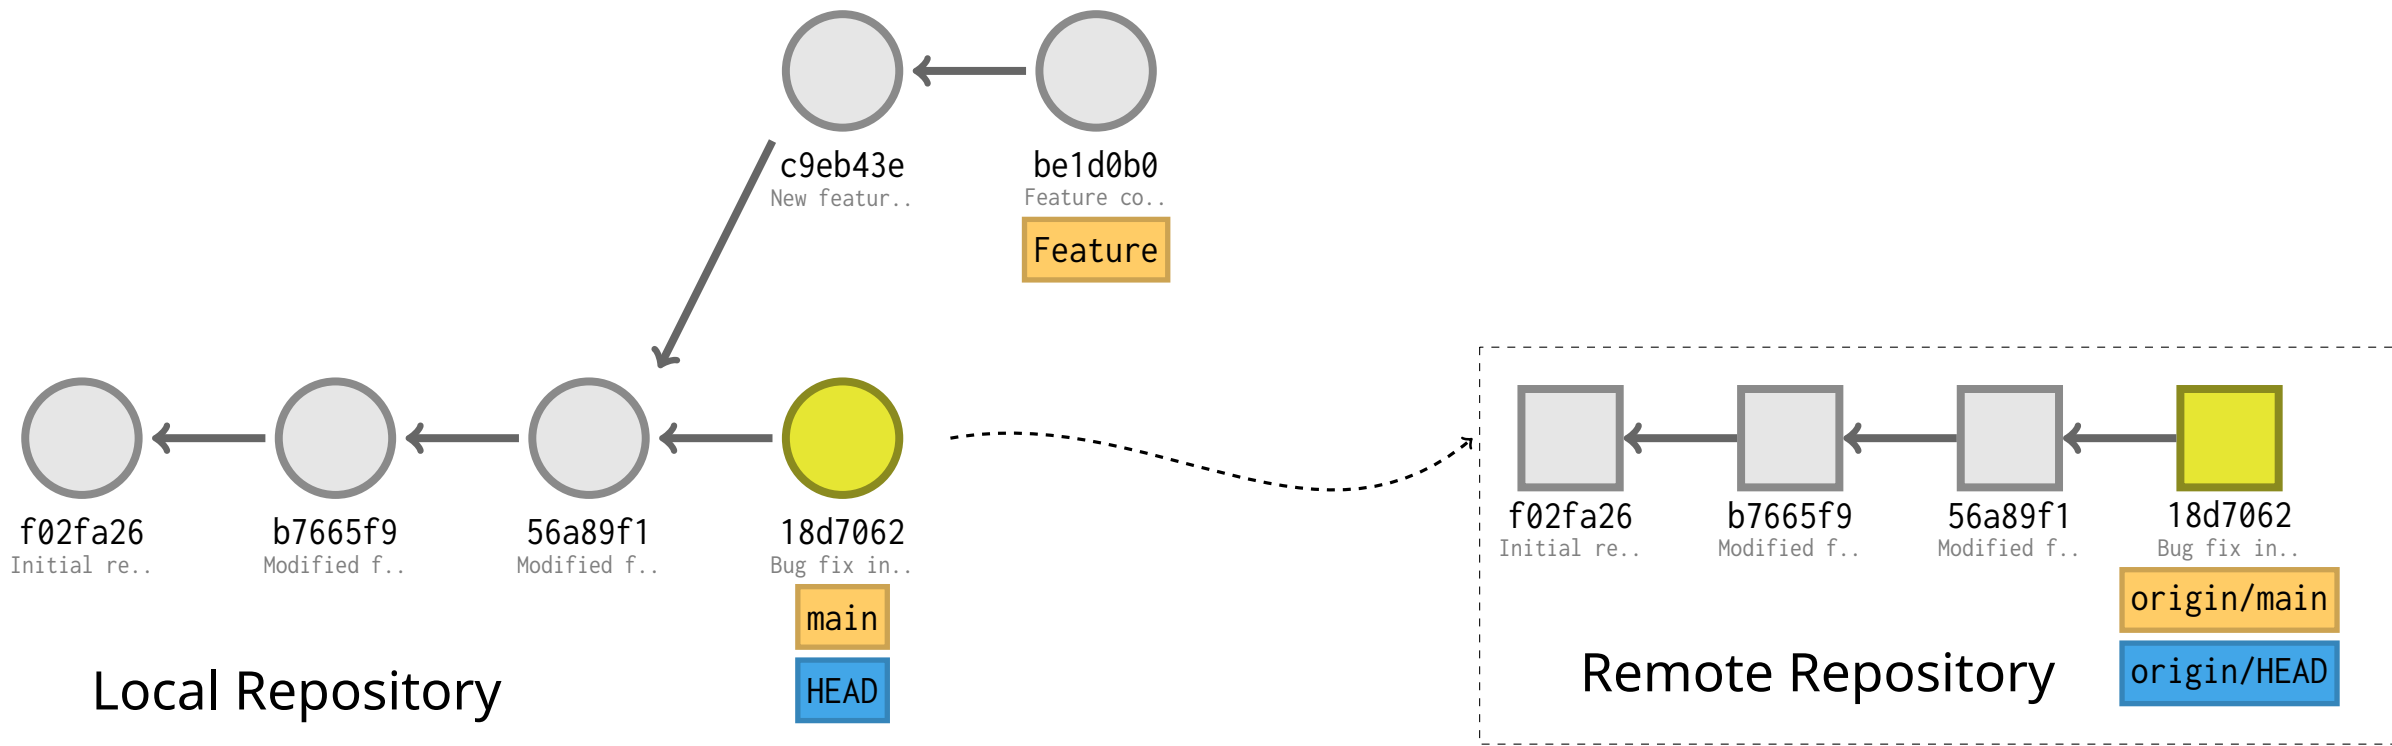 c9eb43e
New featur..
be1d0b0
Feature co..
Feature
f02fa26
Initial re..
b7665f9
Modified f..
56a89f1
Modified f..
18d7062
Bug fix in..
main
HEAD
Local Repository
f02fa26
Initial re..
b7665f9
Modified f..
56a89f1
Modified f..
18d7062
Bug fix in..
origin/main
origin/HEAD
Remote Repository